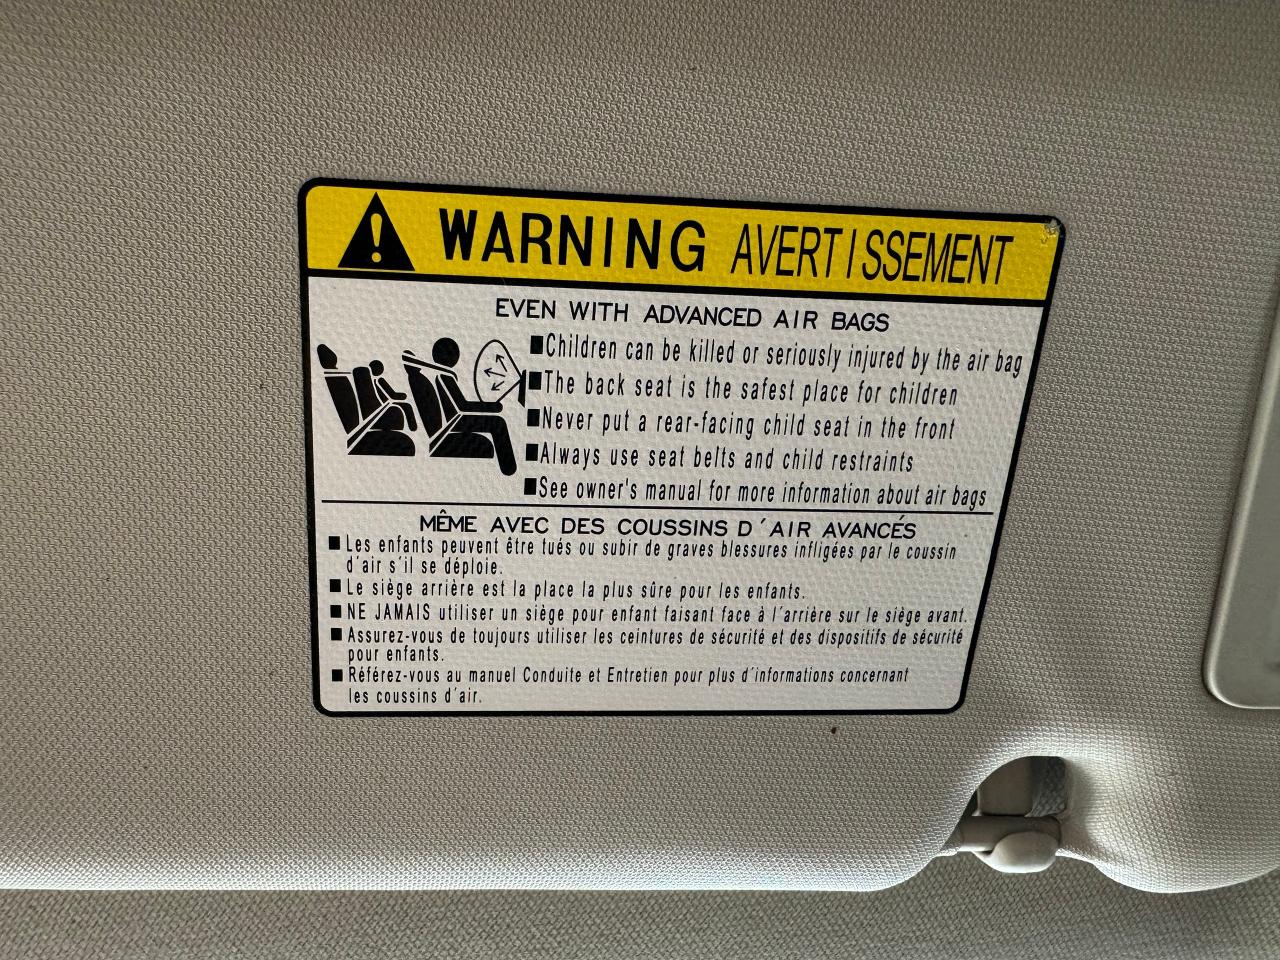 WARNING AVERTISSEMENT
EVEN WITH ADVANCED AIR BAGS
■Children can be killed or seriously injured by the air bag
■The back seat is the safest place for children
■Never put a rear-facing child seat in the front
■Always use seat belts and child restraints
■See owner's manual for more information about air bags
MÊME AVEC DES COUSSINS D'AIR AVANCÉS
■ Les enfants peuvent être tués ou subir de graves blessures infligées par le coussin
d'air s'il se déploie.
■ Le siège arrière est la place la plus sûre pour les enfants.
■ NE JAMAIS utiliser un siège pour enfant faisant face à l'arrière sur le siège avant.
■ Assurez-vous de toujours utiliser les ceintures de sécurité et des dispositifs de sécurité
pour enfants.
■ Référez-vous au manuel Conduite et Entretien pour plus d'informations concernant
les coussins d'air.